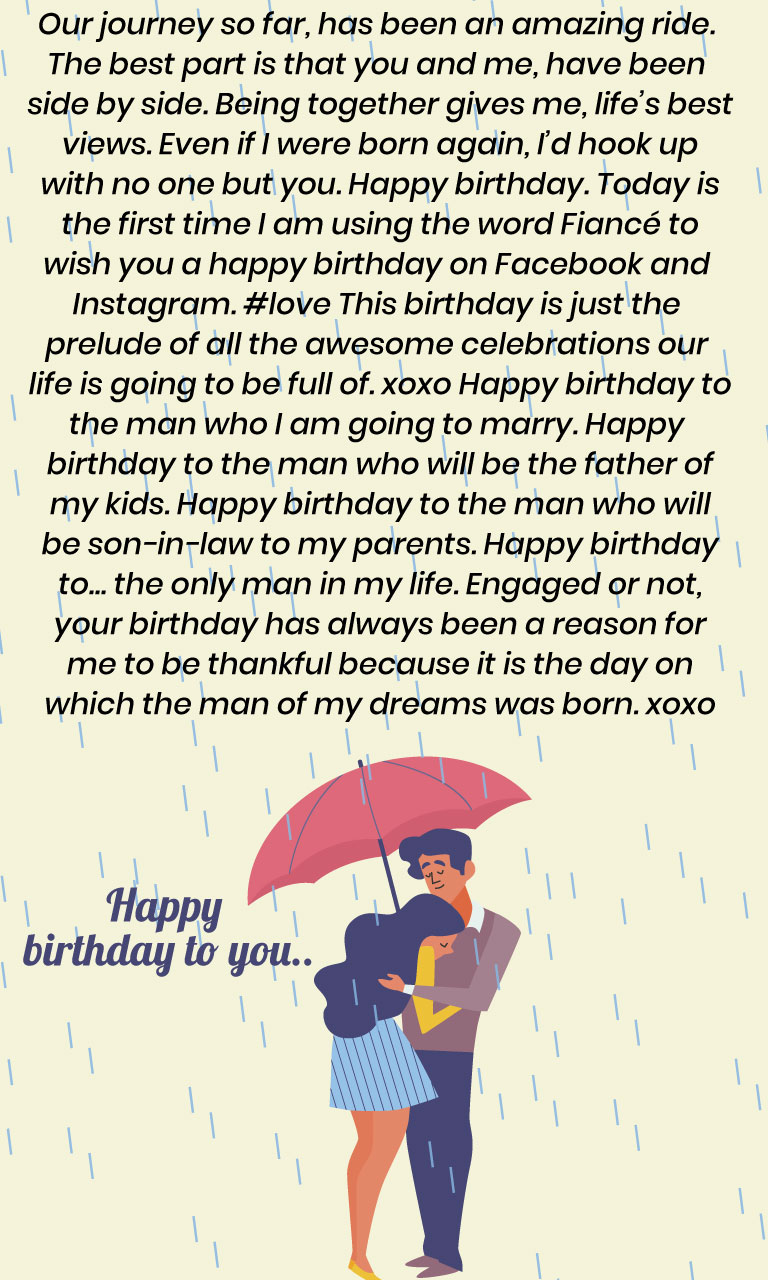 Our journey so far, has been an amazing ride.
The best part is that you and me, have been
side by side. Being together gives me, life's best
views. Even if I were born again, I'd hook up
with no one but you. Happy birthday. Today is
the first time I am using the word Fiancé to
wish you a happy birthday on Facebook and
Instagram. #love This birthday is just the
prelude of all the awesome celebrations our
life is going to be full of. xoxo Happy birthday to
the man who I am going to marry. Happy
birthday to the man who will be the father of
my kids. Happy birthday to the man who will
be son-in-law to my parents. Happy birthday
to... the only man in my life. Engaged or not,
your birthday has always been a reason for
me to be thankful because it is the day on
which the man of my dreams was born. xoxo
Happy
birthday to you..